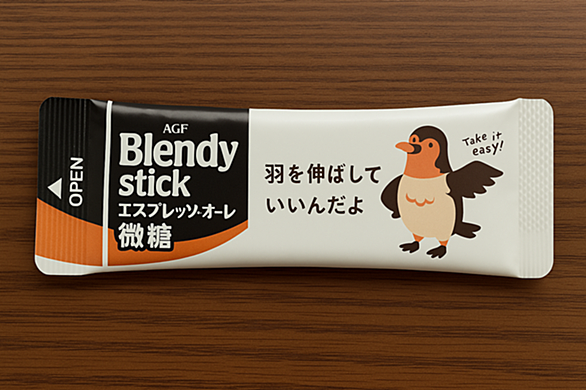 OPEN
AGF
Blendy
stick
エスプレッソ・オーレ
微糖
羽を伸ばして
いいんだよ
Take it
easy!